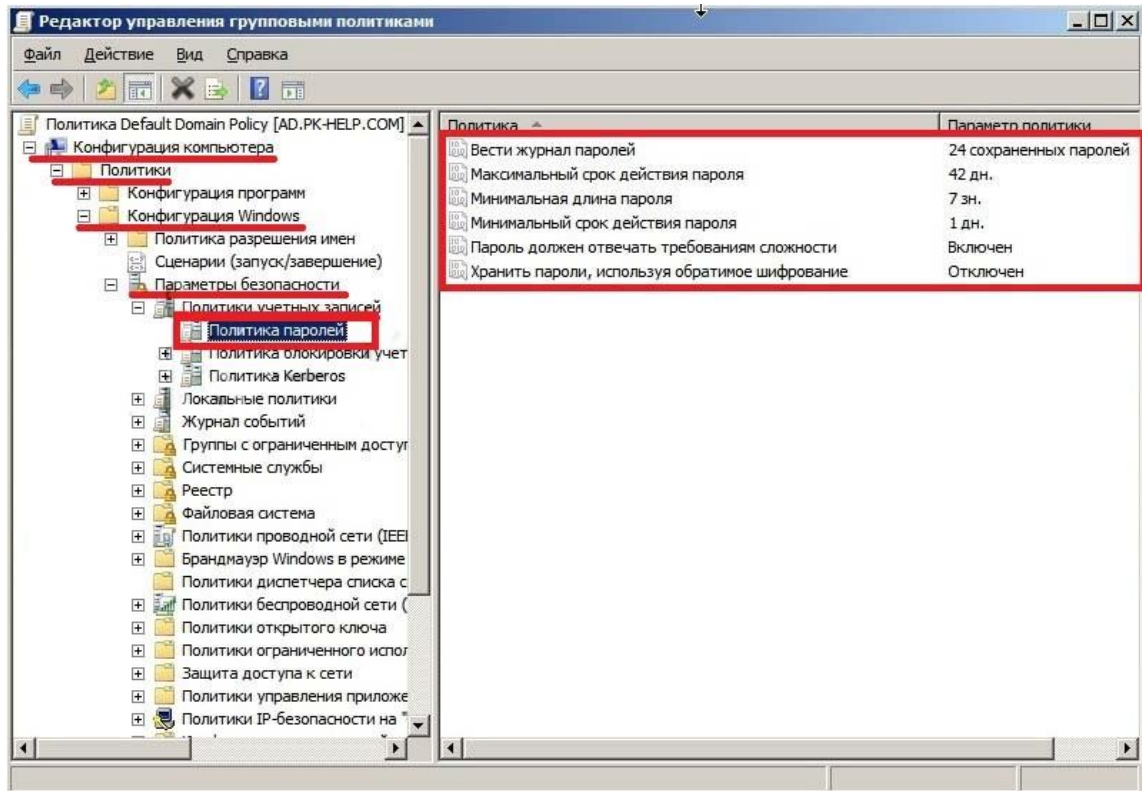 Редактор управления групповыми политиками
Файл Действие Вид Справка
Политика Default Domain Policy [AD.PK-HELP.COM]
Конфигурация компьютера
Политики
Конфигурация программ
Конфигурация Windows
Политика разрешения имен
Сценарии (запуск/завершение)
Параметры безопасности
Политики учетных записей
Политика паролей
Политика блокировки учет
Политика Kerberos
Локальные политики
Журнал событий
Группы с ограниченным доступ
Системные службы
Реестр
Файловая система
Политики проводной сети (IEEE
Брандмауэр Windows в режиме
Политики диспетчера списка с
Политики беспроводной сети (
Политики открытого ключа
Политики ограниченного испол
Защита доступа к сети
Политики управления приложе
Политики IP-безопасности на "
Политика Параметр политики
Вести журнал паролей 24 сохраненных паролей
Максимальный срок действия пароля 42 дн.
Минимальная длина пароля 7 зн.
Минимальный срок действия пароля 1 дн.
Пароль должен отвечать требованиям сложности Включен
Хранить пароли, используя обратимое шифрование Отключен